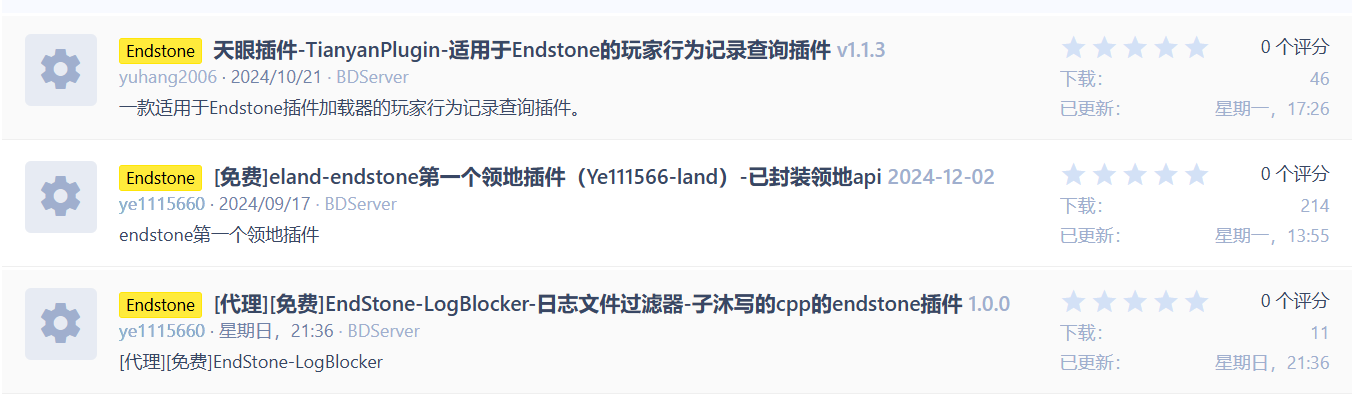 Endstone 天眼插件-TianyanPlugin-适用于Endstone的玩家行为记录查询插件 v1.1.3
0 个评分
yuhang2006 · 2024/10/21 · BDServer
下载： 46
一款适用于Endstone插件加载器的玩家行为记录查询插件。
已更新： 星期一，17:26
Endstone [免费]eland-endstone第一个领地插件（Ye111566-land）-已封装领地api 2024-12-02
0 个评分
ye1115660 · 2024/09/17 · BDServer
下载： 214
endstone第一个领地插件
已更新： 星期一，13:55
Endstone [代理][免费]EndStone-LogBlocker-日志文件过滤器-子沐写的cpp的endstone插件 1.0.0
0 个评分
ye1115660 · 星期日，21:36 · BDServer
下载： 11
[代理][免费]EndStone-LogBlocker
已更新： 星期日，21:36